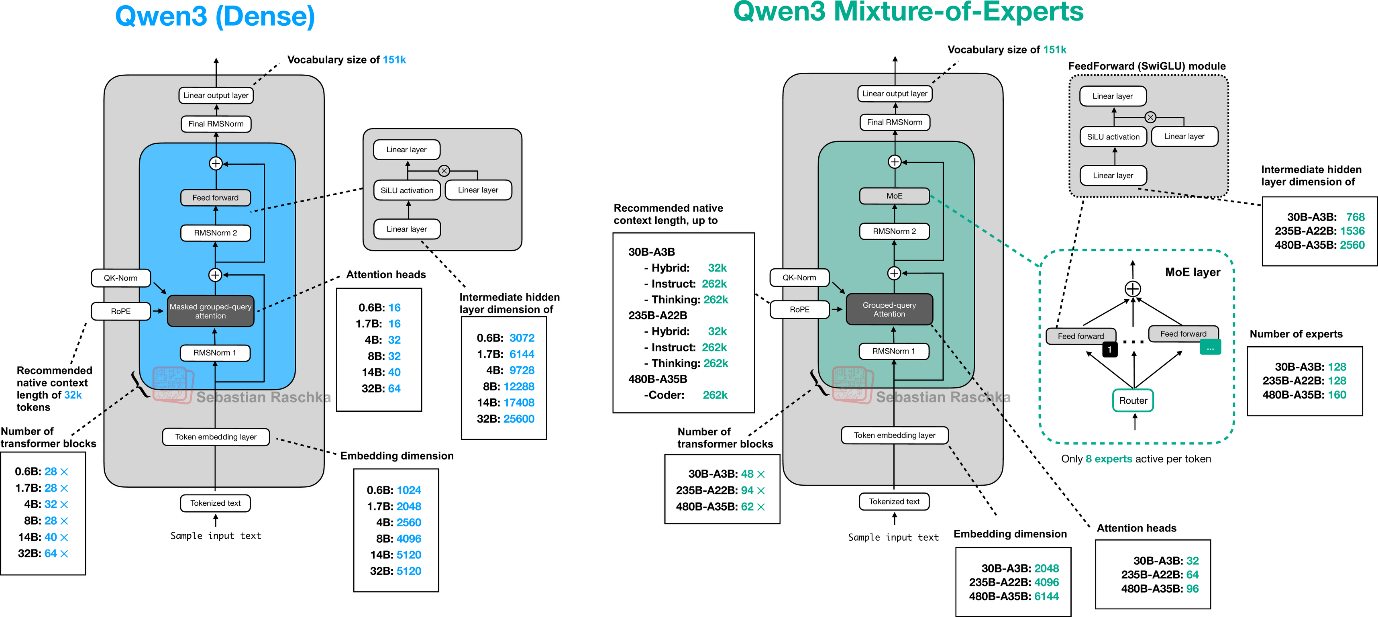 Qwen3 (Dense)
Vocabulary size of 151k
Linear output layer
Final RMSNorm
Feed forward
RMSNorm 2
QK-Norm
RoPE
Masked grouped-query
attention
RMSNorm 1
Token embedding layer
Tokenized text
Sample input text
Sebastian Raschka
Linear layer
SiLU activation
Linear layer
Linear layer
Recommended
native context
length of 32k
tokens
Number of
transformer blocks
0.6B: 28 ×
1.7B: 28 ×
4B: 32 ×
8B: 28 ×
14B: 40 ×
32B: 64 ×
Attention heads
0.6B: 16
1.7B: 16
4B: 32
8B: 32
14B: 40
32B: 64
Intermediate hidden
layer dimension of
0.6B: 3072
1.7B: 6144
4B: 9728
8B: 12288
14B: 17408
32B: 25600
Embedding dimension
0.6B: 1024
1.7B: 2048
4B: 2560
8B: 4096
14B: 5120
32B: 5120
Qwen3 Mixture-of-Experts
Vocabulary size of 151k
Linear output layer
Final RMSNorm
MoE
RMSNorm 2
QK-Norm
RoPE
Grouped-query
Attention
RMSNorm 1
Token embedding layer
Tokenized text
Sample input text
Sebastian Raschka
Recommended native
context length, up to
30B-A3B
- Hybrid: 32k
- Instruct: 262k
- Thinking: 262k
235B-A22B
- Hybrid: 32k
- Instruct: 262k
- Thinking: 262k
480B-A35B
-Coder: 262k
Number of
transformer blocks
30B-A3B: 48 ×
235B-A22B: 94 ×
480B-A35B: 62 ×
FeedForward (SwiGLU) module
Linear layer
SiLU activation
Linear layer
Linear layer
Intermediate hidden
layer dimension of
30B-A3B: 768
235B-A22B: 1536
480B-A35B: 2560
MoE layer
Feed forward
1
Feed forward
...
Router
Only 8 experts active per token
Number of experts
30B-A3B: 128
235B-A22B: 128
480B-A35B: 160
Embedding dimension
30B-A3B: 2048
235B-A22B: 4096
480B-A35B: 6144
Attention heads
30B-A3B: 32
235B-A22B: 64
480B-A35B: 96